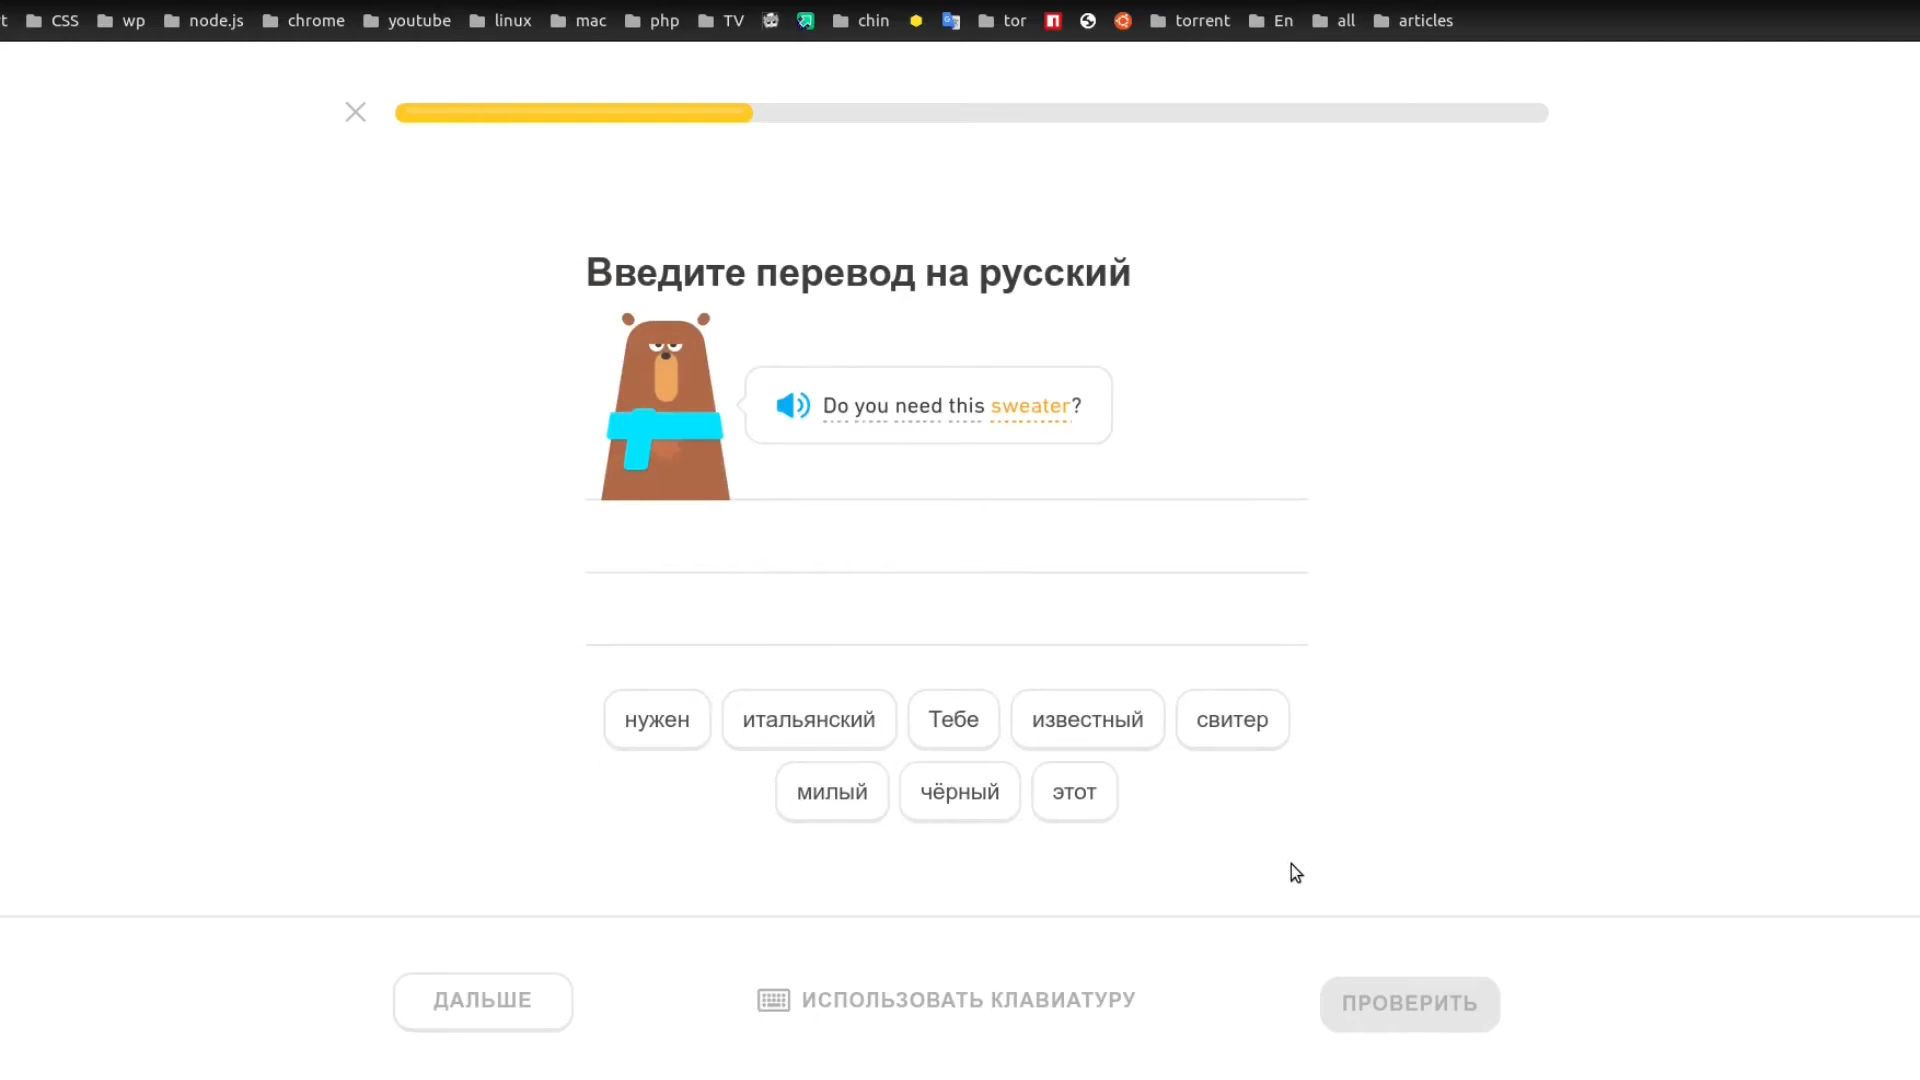 t CSS wp node.js chrome youtube linux mac php TV chin tor torrent En all articles
Введите перевод на русский
Do you need this sweater?
нужен итальянский Тебе известный свитер
милый чёрный этот
ДАЛЬШЕ ИСПОЛЬЗОВАТЬ КЛАВИАТУРУ ПРОВЕРИТЬ